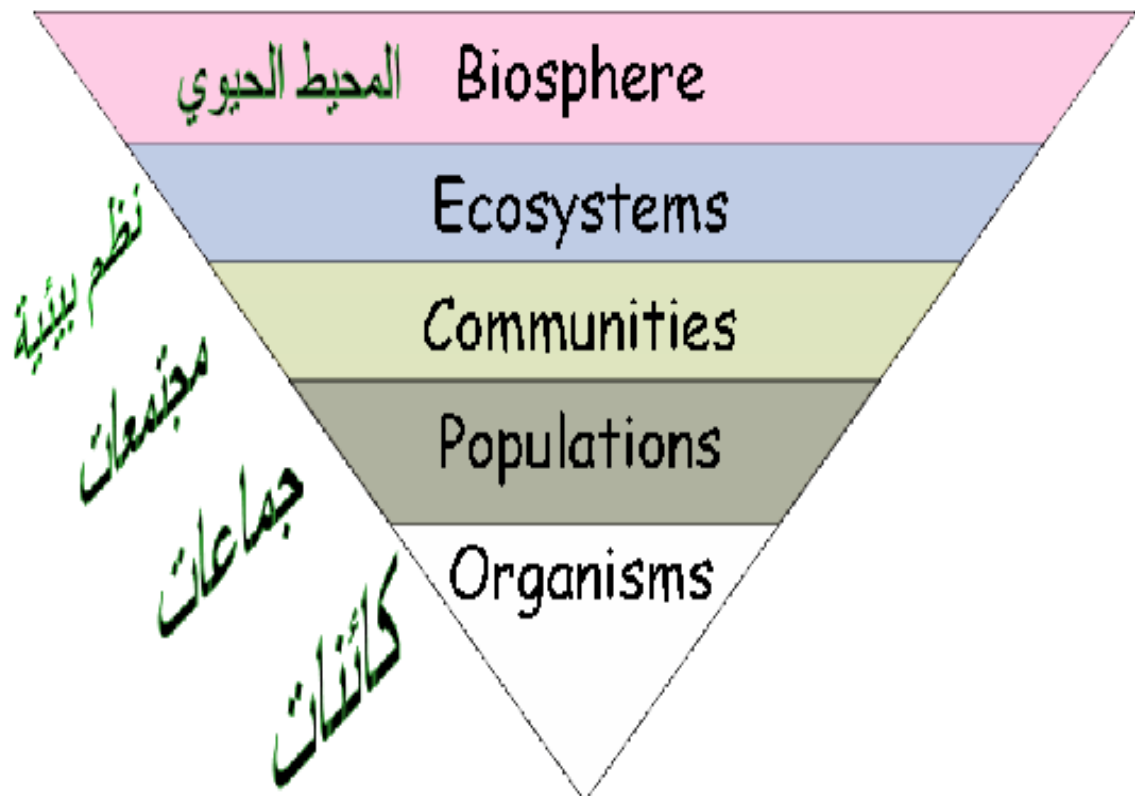 المحيط الحيوي Biosphere
نظم بيئية Ecosystems
مجتمعات Communities
جماعات Populations
كائنات Organisms